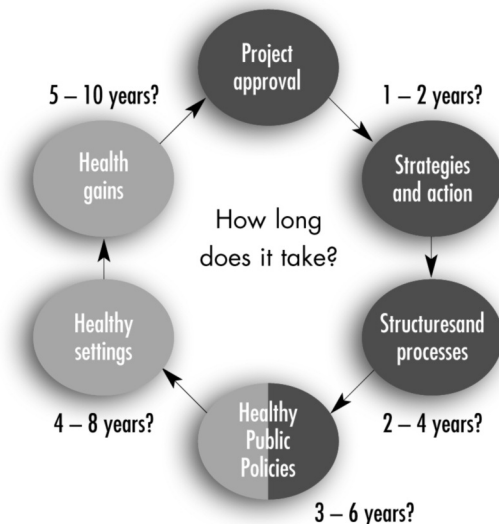 Project
approval
1 – 2 years?
Strategies
and action
Structuresand
processes
2 – 4 years?
Healthy
Public
Policies
3 – 6 years?
Healthy
settings
4 – 8 years?
Health
gains
5 – 10 years?
How long
does it take?